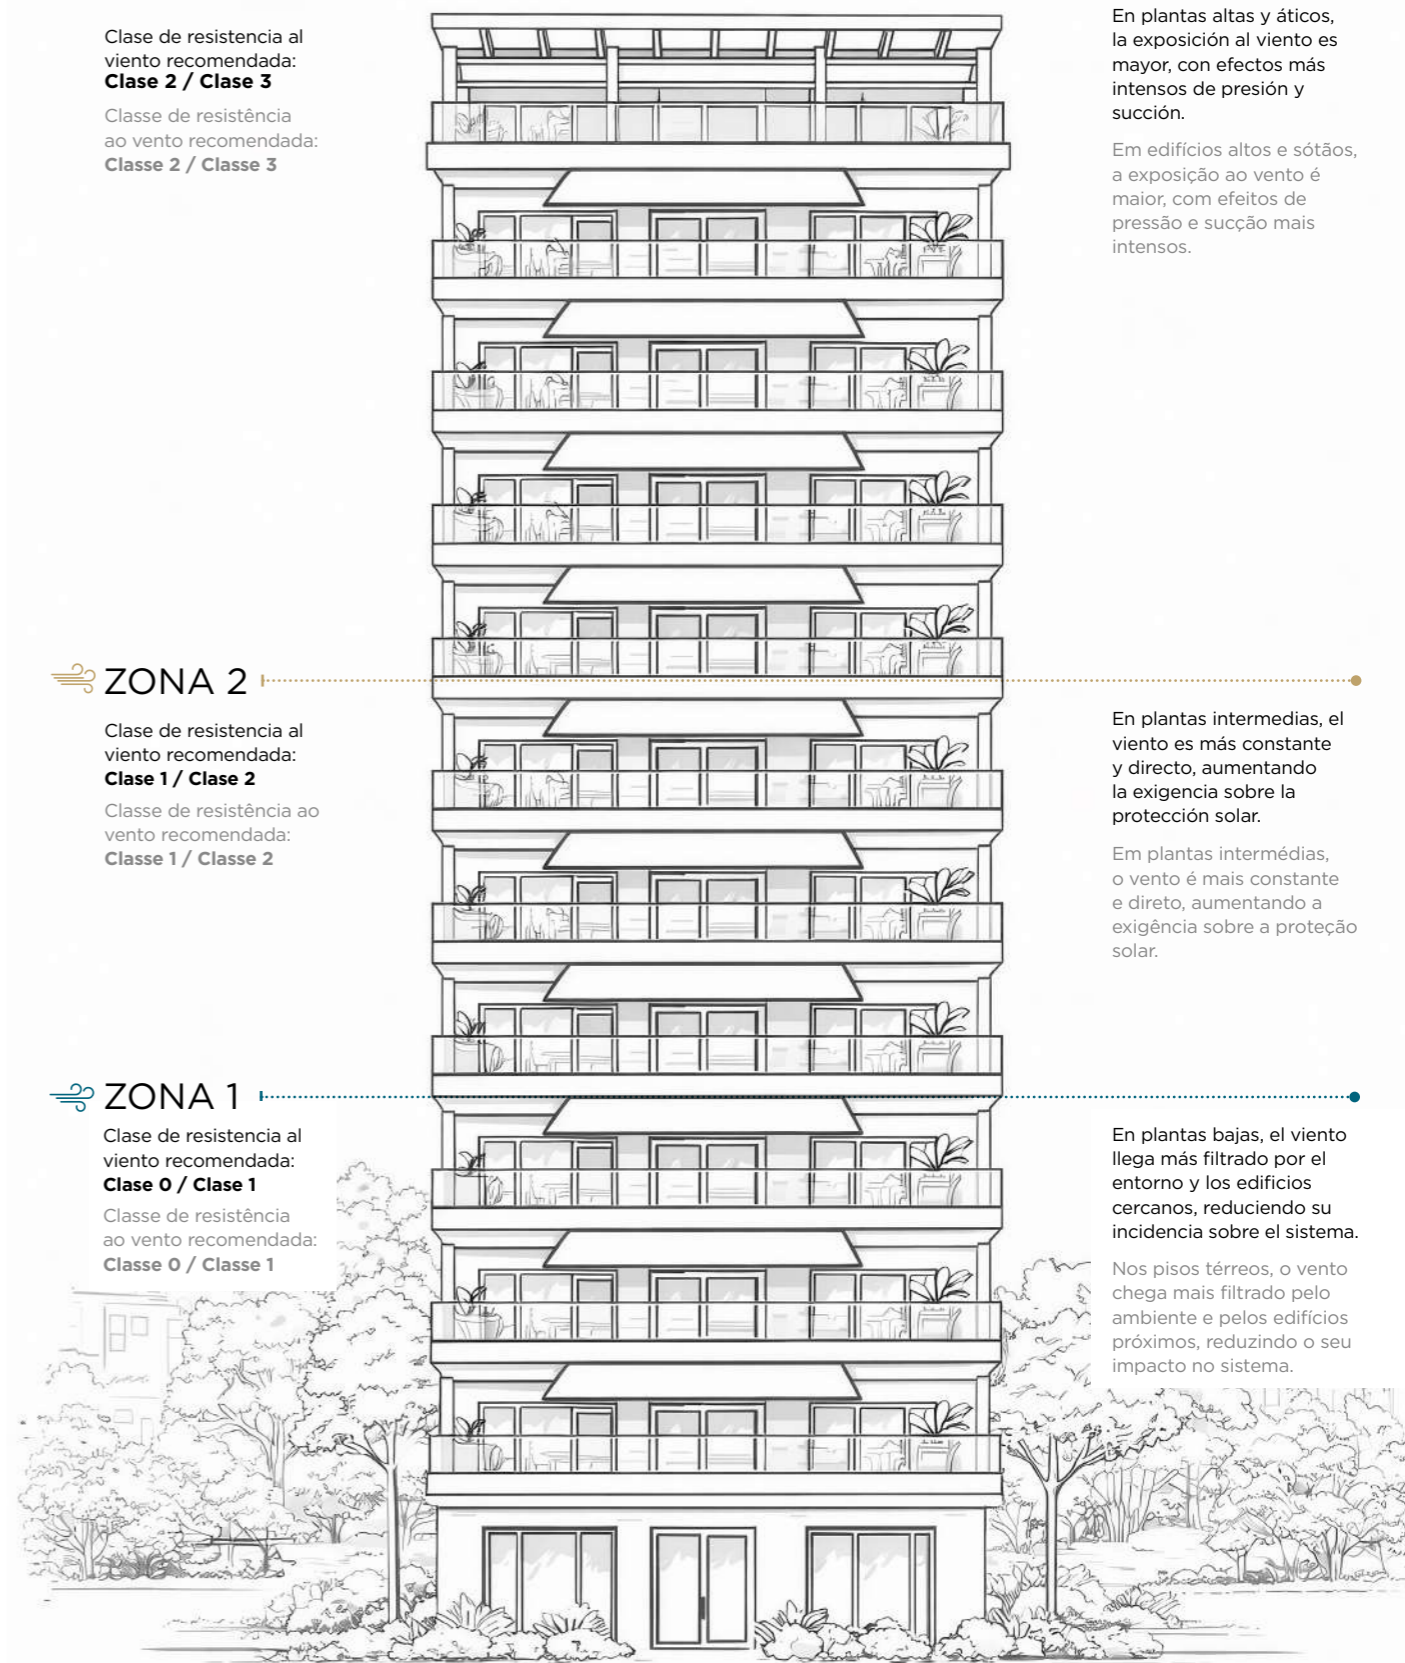 Clase de resistencia al
viento recomendada:
Clase 2 / Clase 3
Classe de resistência
ao vento recomendada:
Classe 2 / Classe 3
En plantas altas y áticos,
la exposición al viento es
mayor, con efectos más
intensos de presión y
succión.
Em edifícios altos e sótãos,
a exposição ao vento é
maior, com efeitos de
pressão e sucção mais
intensos.
ZONA 2
Clase de resistencia al
viento recomendada:
Clase 1 / Clase 2
Classe de resistência ao
vento recomendada:
Classe 1 / Classe 2
En plantas intermedias, el
viento es más constante
y directo, aumentando
la exigencia sobre la
protección solar.
Em plantas intermédias,
o vento é mais constante
e direto, aumentando a
exigência sobre a proteção
solar.
ZONA 1
Clase de resistencia al
viento recomendada:
Clase 0 / Clase 1
Classe de resistência
ao vento recomendada:
Classe 0 / Classe 1
En plantas bajas, el viento
llega más filtrado por el
entorno y los edificios
cercanos, reduciendo su
incidencia sobre el sistema.
Nos pisos térreos, o vento
chega mais filtrado pelo
ambiente e pelos edifícios
próximos, reduzindo o seu
impacto no sistema.